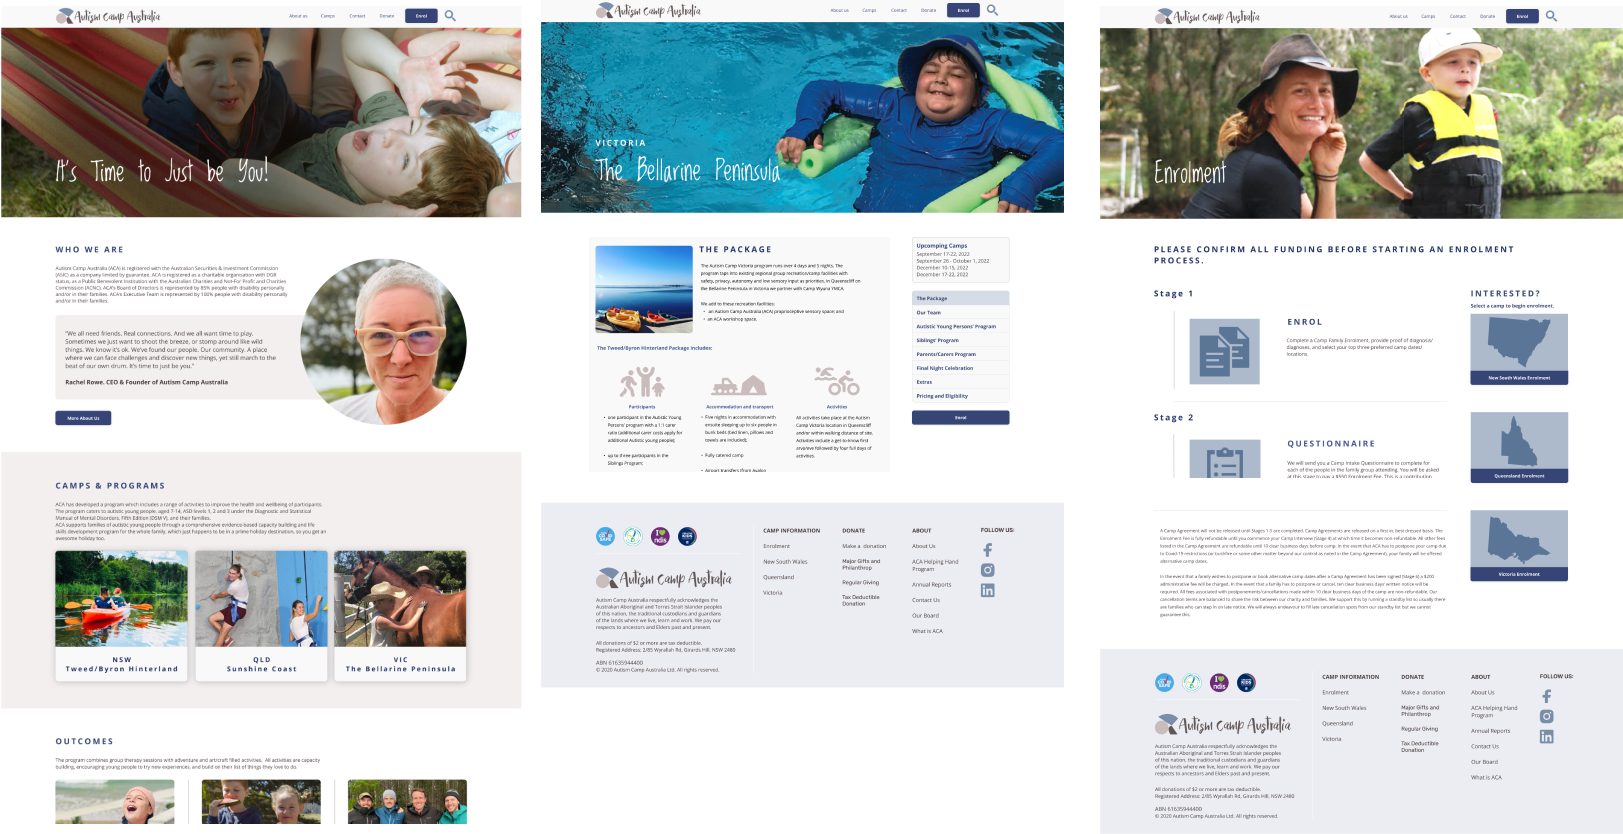 Autism Camp Australia
About us Camps Contact Donate Enrol
It's Time to Just be You!
WHO WE ARE
Autism Camp Australia (ACA) is registered with the Australian Securities & Investment Commission
(ASIC) as a company limited by guarantee. ACA is registered as a charitable organisation with DGR
status, as a Public Benevolent Institution with the Australian Charities and Not-For Profit and Charities
Commission (ACNC). ACA's Board of Directors is represented by 85% people with disability personally
and/or in their families. ACA's Executive Team is represented by 100% people with disability personally
and/or in their families.
"We all need friends. Real connections. And we all want time to play.
Sometimes we just want to shoot the breeze, or stomp around like wild
things. We know it's ok. We've found our people. Our community. A place
where we can face challenges and discover new things, yet still march to the
beat of our own drum. It's time to just be you."
Rachel Rowe. CEO & Founder of Autism Camp Australia
More About Us
CAMPS & PROGRAMS
ACA has developed a program which includes a range of activities to improve the health and wellbeing of participants.
The program caters to autistic young people, aged 7-14, ASD levels 1, 2 and 3 under the Diagnostic and Statistical
Manual of Mental Disorders, Fifth Edition (DSM V), and their families.
ACA supports families of autistic young people through a comprehensive evidence-based capacity building and life
skills development program for the whole family, which just happens to be in a prime holiday destination, so you get an
awesome holiday too.
NSW
Tweed/Byron Hinterland
QLD
Sunshine Coast
VIC
The Bellarine Peninsula
OUTCOMES
The program combines group therapy sessions with adventure and art/craft filled activities. All activities are capacity
building, encouraging young people to try new experiences, and build on their list of things they love to do.
Autism Camp Australia
About us Camps Contact Donate Enrol
VICTORIA
The Bellarine Peninsula
THE PACKAGE
The Autism Camp Victoria program runs over 4 days and 5 nights. The
program taps into existing regional group recreation/camp facilities with
safety, privacy, autonomy and low sensory input as priorities. In Queenscliff on
the Bellarine Peninsula in Victoria we partner with Camp Wyuna YMCA.
We add to these recreation facilities:
• an Autism Camp Australia (ACA) proprioceptive sensory space; and
• an ACA workshop space.
The Tweed/Byron Hinterland Package includes:
Participants
• one participant in the Autistic Young
Persons' program with a 1:1 carer
ratio (additional carer costs apply for
additional Autistic young people);
• up to three participants in the
Siblings Program;
Accommodation and transport
• Five nights in accommodation with
ensuite sleeping up to six people in
bunk beds (bed linen, pillows and
towels are included);
• Fully catered camp
• Airport transfers (from Avalon
Activities
All activities take place at the Autism
Camp Victoria location in Queenscliff
and/or within walking distance of site.
Activities include a get-to-know first
arvo/eve followed by four full days of
activities.
Upcomping Camps
September 17-22, 2022
September 26 - October 1, 2022
December 10-15, 2022
December 17-22, 2022
The Package
Our Team
Autistic Young Persons' Program
Siblings' Program
Parents/Carers Program
Final Night Celebration
Extras
Pricing and Eligibility
Enrol
I ndis
KIDS
Autism Camp Australia
Autism Camp Australia respectfully acknowledges the
Australian Aboriginal and Torres Strait Islander peoples
of this nation, the traditional custodians and guardians
of the lands where we live, learn and work. We pay our
respects to ancestors and Elders past and present.
All donations of $2 or more are tax deductible.
Registered Address: 2/85 Wyrallah Rd, Girards Hill, NSW 2480
ABN 61635944400
© 2020 Autism Camp Australia Ltd. All rights reserved.
CAMP INFORMATION
Enrolment
New South Wales
Queensland
Victoria
DONATE
Make a donation
Major Gifts and
Philanthrop
Regular Giving
Tax Deductible
Donation
ABOUT
About Us
ACA Helping Hand
Program
Annual Reports
Contact Us
Our Board
What is ACA
FOLLOW US:
Autism Camp Australia
About us Camps Contact Donate Enrol
Enrolment
PLEASE CONFIRM ALL FUNDING BEFORE STARTING AN ENROLMENT
PROCESS.
Stage 1
ENROL
Complete a Camp Family Enrolment, provide proof of diagnosis/
diagnoses, and select your top three preferred camp dates/
locations.
Stage 2
QUESTIONNAIRE
We will send you a Camp Intake Questionnaire to complete for
each of the people in the family group attending. You will be asked
at this stage to pay a $550 Enrolment Fee. This is a contribution
INTERESTED?
Select a camp to begin enrolment.
New South Wales Enrolment
Queensland Enrolment
Victoria Enrolment
A Camp Agreement will not be released until Stages 1-5 are completed. Camp Agreements are released on a first in, best dressed basis. The
Enrolment Fee is fully refundable until you commence your Camp Interview (Stage 4) at which time it becomes non-refundable. All other fees
listed in the Camp Agreement are refundable until 10 clear business days before camp. In the event that ACA has to postpone your camp due
to Covid-19 restrictions (or bushfire or some other reason beyond our control as noted in the Camp Agreement), your family will be offered
alternative camp dates.
In the event that a family wishes to postpone or book alternative camp dates after a Camp Agreement has been signed (Stage 6) a $200
administrative fee will be charged. In the event that a family has to postpone or cancel, ten clear business days' written notice will be
required. All fees associated with postponements/cancellations made within 10 clear business days of the camp are non-refundable. Our
cancellation terms are balanced to share the risk between our charity and families. We support this by running a standby list so usually there
are families who can step in on late notice. We will always endeavour to fill late cancellation spots from our standby list but we cannot
guarantee this.
I ndis
KIDS
Autism Camp Australia
Autism Camp Australia respectfully acknowledges the
Australian Aboriginal and Torres Strait Islander peoples
of this nation, the traditional custodians and guardians
of the lands where we live, learn and work. We pay our
respects to ancestors and Elders past and present.
All donations of $2 or more are tax deductible.
Registered Address: 2/85 Wyrallah Rd, Girards Hill, NSW 2480
ABN 61635944400
© 2020 Autism Camp Australia Ltd. All rights reserved.
CAMP INFORMATION
Enrolment
New South Wales
Queensland
Victoria
DONATE
Make a donation
Major Gifts and
Philanthrop
Regular Giving
Tax Deductible
Donation
ABOUT
About Us
ACA Helping Hand
Program
Annual Reports
Contact Us
Our Board
What is ACA
FOLLOW US: